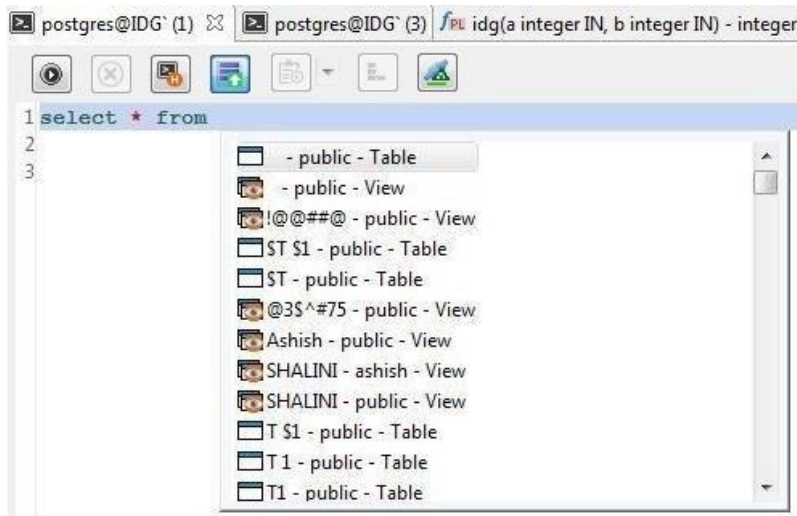 postgres@IDG` (1) postgres@IDG` (3) fPL idg(a integer IN, b integer IN) - integer
1 select * from
2
3
- public - Table
- public - View
!@@##@ - public - View
$T $1 - public - Table
$T - public - Table
@3$^#75 - public - View
Ashish - public - View
SHALINI - ashish - View
SHALINI - public - View
T $1 - public - Table
T 1 - public - Table
T1 - public - Table